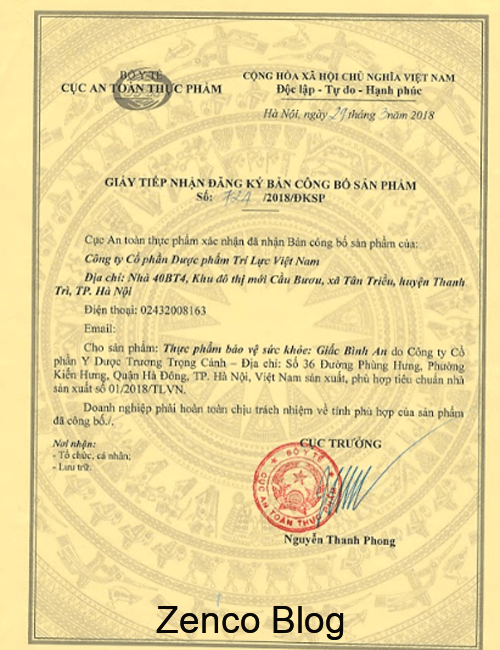 BỘ Y TẾ
CỤC AN TOÀN THỰC PHẨM
CỘNG HÒA XÃ HỘI CHỦ NGHĨA VIỆT NAM
Độc lập - Tự do - Hạnh phúc
Hà Nội, ngày 29 tháng 3 năm 2018
GIẤY TIẾP NHẬN ĐĂNG KÝ BẢN CÔNG BỐ SẢN PHẨM
Số: /2018/ĐKSP
Cục An toàn thực phẩm xác nhận đã nhận Bản công bố sản phẩm của:
Công ty Cổ phần Dược phẩm Trí Lực Việt Nam
Địa chỉ: Nhà 40BT4, Khu đô thị mới Cầu Bươu, xã Tân Triều, huyện Thanh
Trì, TP. Hà Nội
Điện thoại: 02432008163
Email:
Cho sản phẩm: Thực phẩm bảo vệ sức khỏe: Giấc Bình An do Công ty Cổ
phần Y Dược Trương Trọng Cảnh – Địa chỉ: Số 36 Đường Phùng Hưng, Phường
Kiến Hưng, Quận Hà Đông, TP. Hà Nội, Việt Nam sản xuất, phù hợp tiêu chuẩn nhà
sản xuất số 01/2018/TLVN.
Doanh nghiệp phải hoàn toàn chịu trách nhiệm về tính phù hợp của sản phẩm
đã công bố./.
Nơi nhận:
- Tổ chức, cá nhân;
- Lưu trữ.
CỤC TRƯỞNG
BỘ Y TẾ
CỤC AN TOÀN THỰC PHẨM
Nguyễn Thanh Phong
Zenco Blog